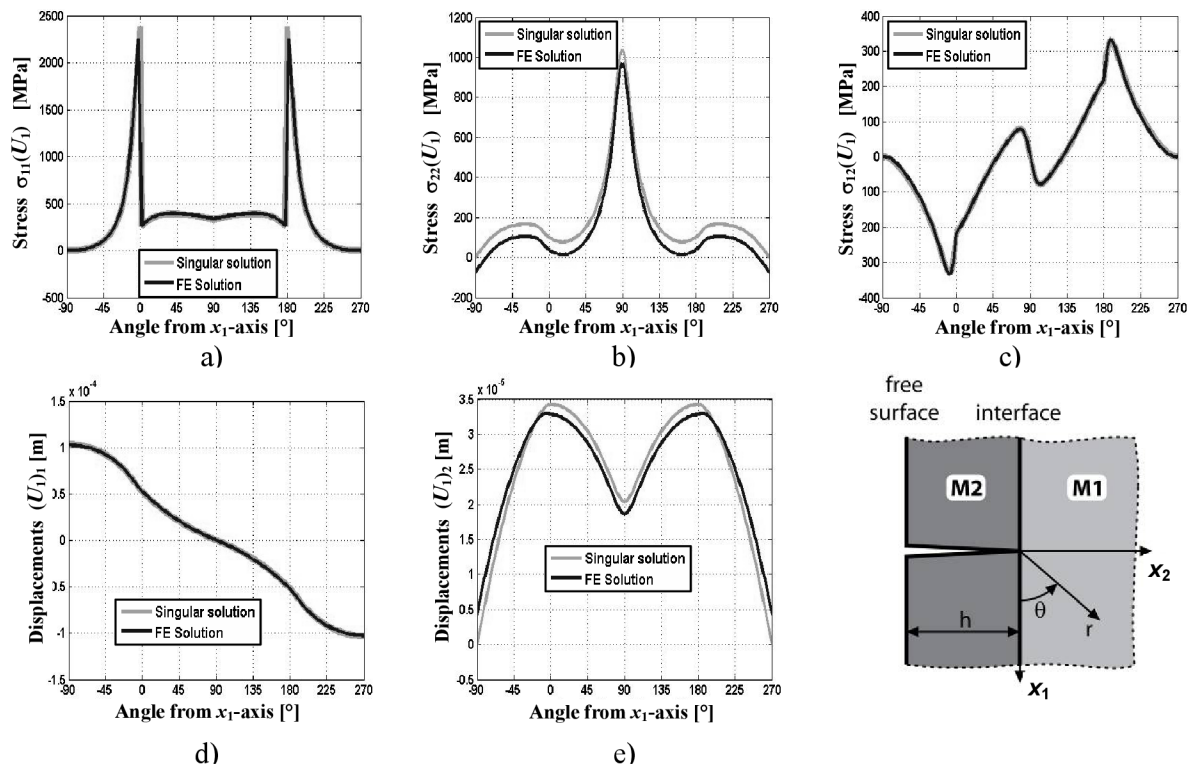 Stress σ11(U1) [MPa]
2500
2000
1500
1000
500
0
500
Singular solution
FE Solution
-90 -45 0 45 90 135 180 225 270
Angle from x1-axis [°]
a)
Stress σ22(U1) [MPa]
1200
1000
800
600
400
200
0
-200
Singular solution
FE Solution
-90 -45 0 45 90 135 180 225 270
Angle from x1-axis [°]
b)
Stress σ12(U1) [MPa]
400
300
200
100
0
100
200
300
400
Singular solution
FE Solution
-90 -45 0 45 90 135 180 225 270
Angle from x1-axis [°]
c)
Displacements (U1)1 [m]
x 10-4
1.5
1
3.5
0
3.5
-1
-1.5
Singular solution
FE Solution
-90 -45 0 45 90 135 180 225 270
Angle from x1-axis [°]
d)
Displacements (U1)2 [m]
x 10-5
3.5
3
2.5
2
1.5
1
0.5
0
-0.5
Singular solution
FE Solution
-90 -45 0 45 90 135 180 225 270
Angle from x1-axis [°]
e)
free
surface interface
M2 M1
x2
θ
h r
x1